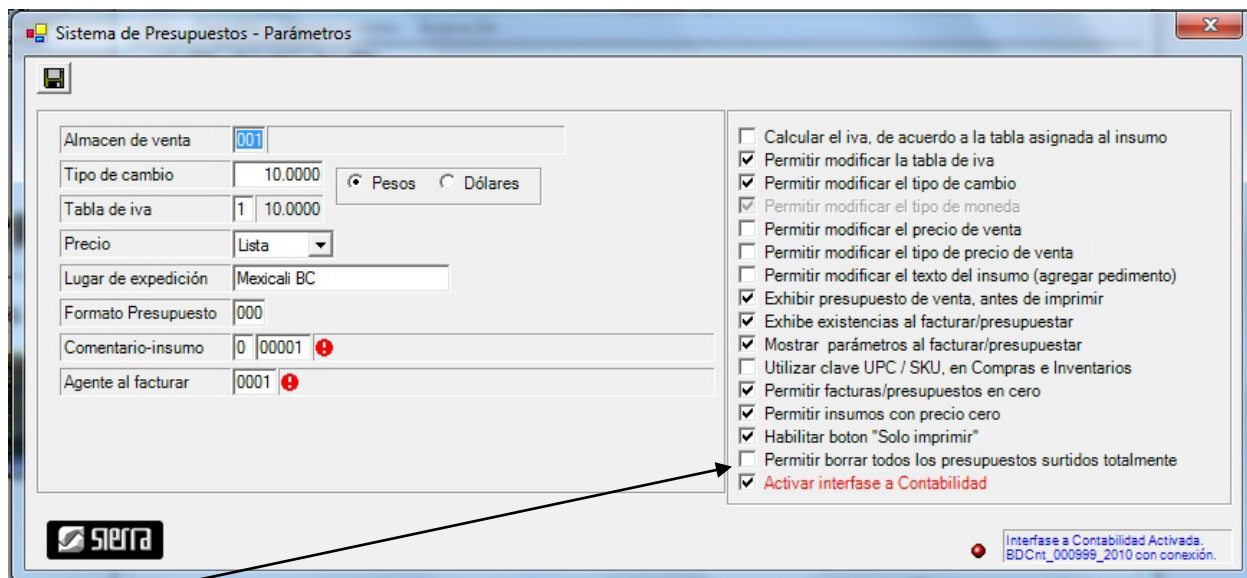 Sistema de Presupuestos - Parámetros
Almacen de venta 001
Tipo de cambio 10.0000
Pesos Dólares
Tabla de iva 1 10.0000
Precio Lista
Lugar de expedición Mexicali BC
Formato Presupuesto 000
Comentario-insumo 0 00001
Agente al facturar 0001
Calcular el iva, de acuerdo a la tabla asignada al insumo
Permitir modificar la tabla de iva
Permitir modificar el tipo de cambio
Permitir modificar el tipo de moneda
Permitir modificar el precio de venta
Permitir modificar el tipo de precio de venta
Permitir modificar el texto del insumo (agregar pedimento)
Exhibir presupuesto de venta, antes de imprimir
Exhibe existencias al facturar/presupuestar
Mostrar parámetros al facturar/presupuestar
Utilizar clave UPC / SKU, en Compras e Inventarios
Permitir facturas/presupuestos en cero
Permitir insumos con precio cero
Habilitar boton "Solo imprimir"
Permitir borrar todos los presupuestos surtidos totalmente
Activar interfase a Contabilidad
sierra
Interfase a Contabilidad Activada.
BDCnt_000999_2010 con conexión.